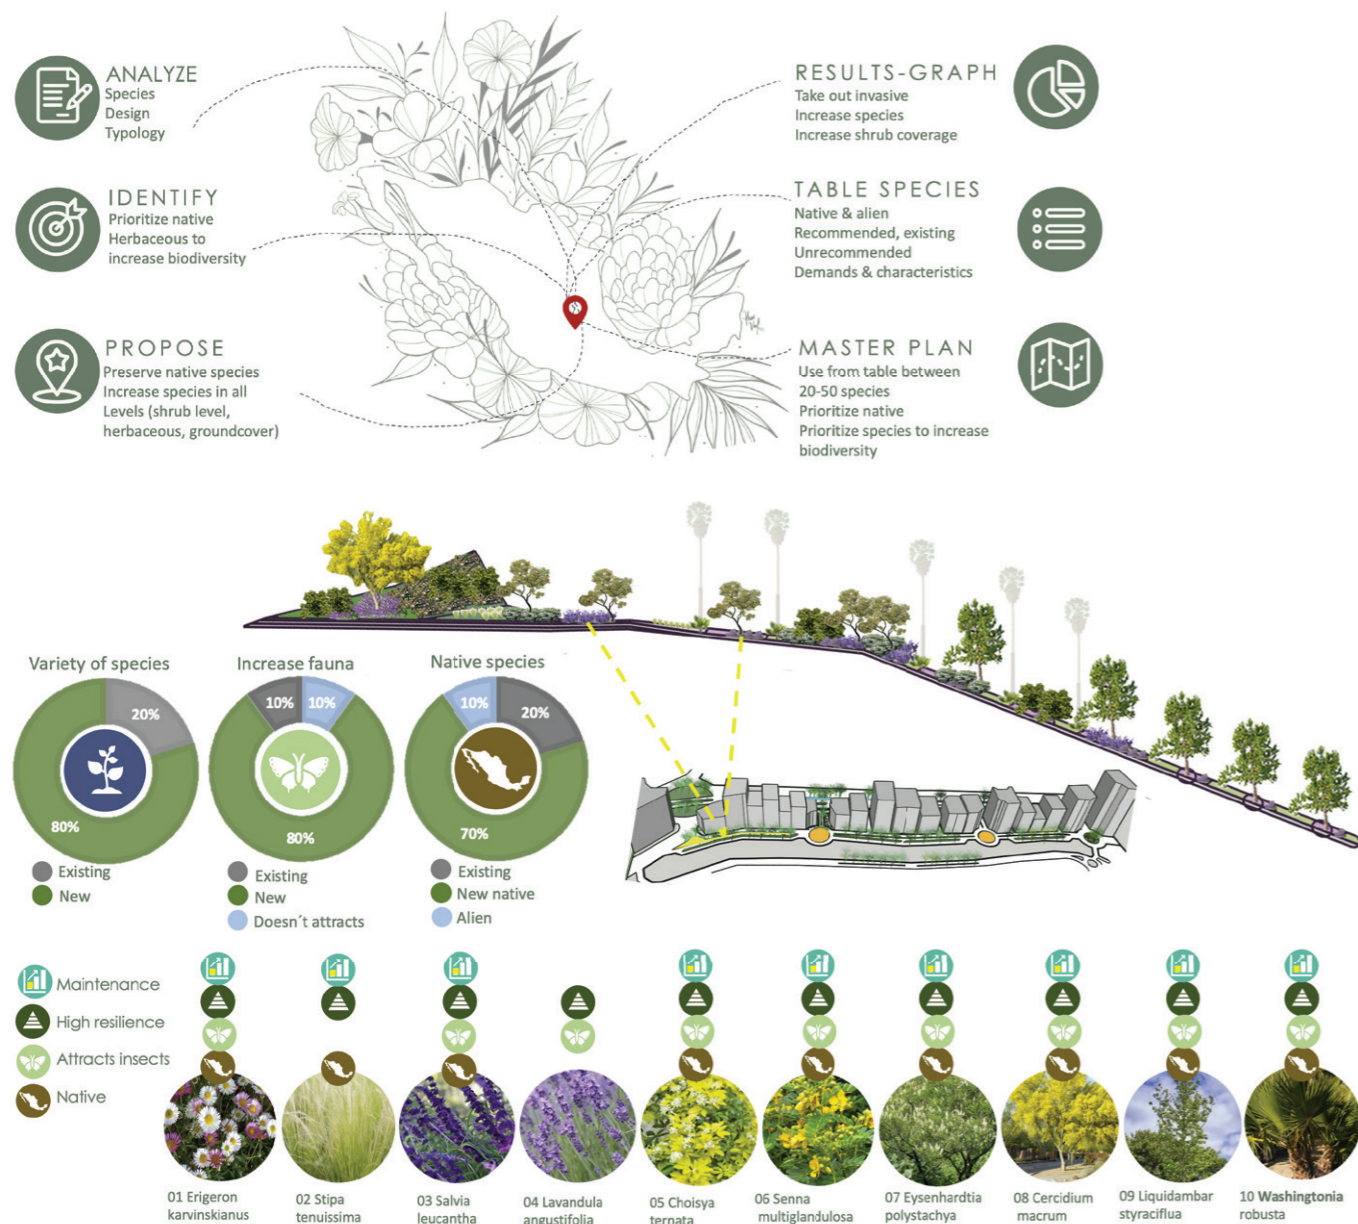 ANALYZE
Species
Design
Typology
IDENTIFY
Prioritize native
Herbaceous to
increase biodversity
PROPOSE
Preserve native species
Increase species in all
Levels (shrub level,
herbaceous, groundcover)
RESULTS-GRAPH
Take out invasive
Increase species
Increase shrub coverage
TABLE SPECIES
Native & alien
Recommended, existing
Unrecommended
Demands & characteristics
MASTER PLAN
Use from table between
20-50 species
Prioritize native
Prioritize species to increase
biodversity
Variety of species
20%
80%
Existing
New
Increase fauna
10%
10%
80%
Existing
New
Doesn´t attracts
Native species
10%
20%
70%
Existing
New native
Alien
Maintenance
High resilience
Attracts insects
Native
01 Erigeron
karvinskianus
02 Stipa
tenuissima
03 Salvia
leucantha
04 Lavandula
angustifolia
05 Choisya
ternata
06 Senna
multiglandulosa
07 Eysenhardtia
polystachya
08 Cercidium
macrum
09 Liquidambar
styraciflua
10 Washingtonia
robusta